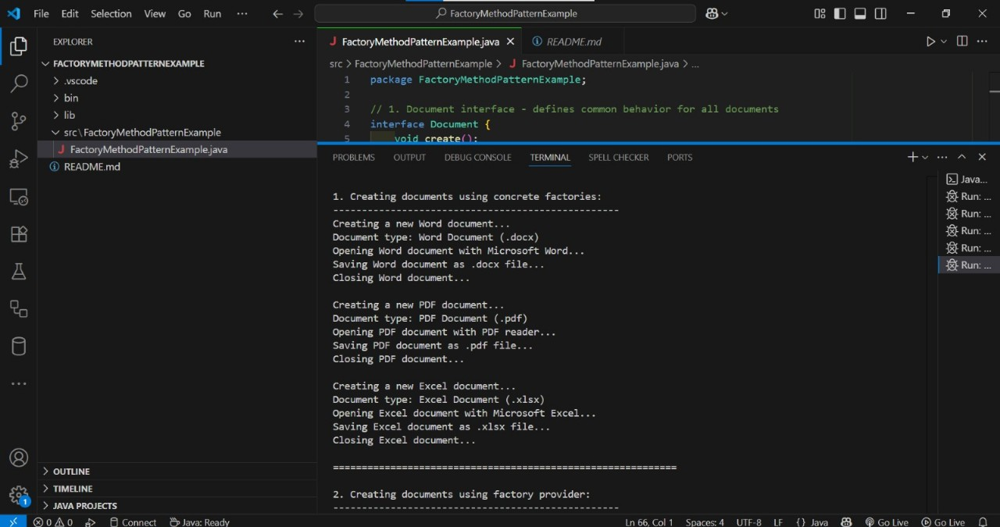 File Edit Selection View Go Run ···
FactoryMethodPatternExample
EXPLORER
FACTORYMETHODPATTERNEXAMPLE
.vscode
bin
lib
src\FactoryMethodPatternExample
J FactoryMethodPatternExample.java
README.md
OUTLINE
TIMELINE
JAVA PROJECTS
J FactoryMethodPatternExample.java
README.md
src > FactoryMethodPatternExample > J FactoryMethodPatternExample.java > ...
1 package FactoryMethodPatternExample;
2
3 // 1. Document interface - defines common behavior for all documents
4 interface Document {
5 void create();
PROBLEMS OUTPUT DEBUG CONSOLE TERMINAL SPELL CHECKER PORTS
1. Creating documents using concrete factories:
--------------------------------------------------
Creating a new Word document...
Document type: Word Document (.docx)
Opening Word document with Microsoft Word...
Saving Word document as .docx file...
Closing Word document...
Creating a new PDF document...
Document type: PDF Document (.pdf)
Opening PDF document with PDF reader...
Saving PDF document as .pdf file...
Closing PDF document...
Creating a new Excel document...
Document type: Excel Document (.xlsx)
Opening Excel document with Microsoft Excel...
Saving Excel document as .xlsx file...
Closing Excel document...
============================================================
2. Creating documents using factory provider:
--------------------------------------------------
Java...
Run: ...
Run: ...
Run: ...
Run: ...
Run: ...
1
0 0 Connect Java: Ready Ln 66, Col 1 Spaces: 4 UTF-8 LF {} Java Go Live Go Live